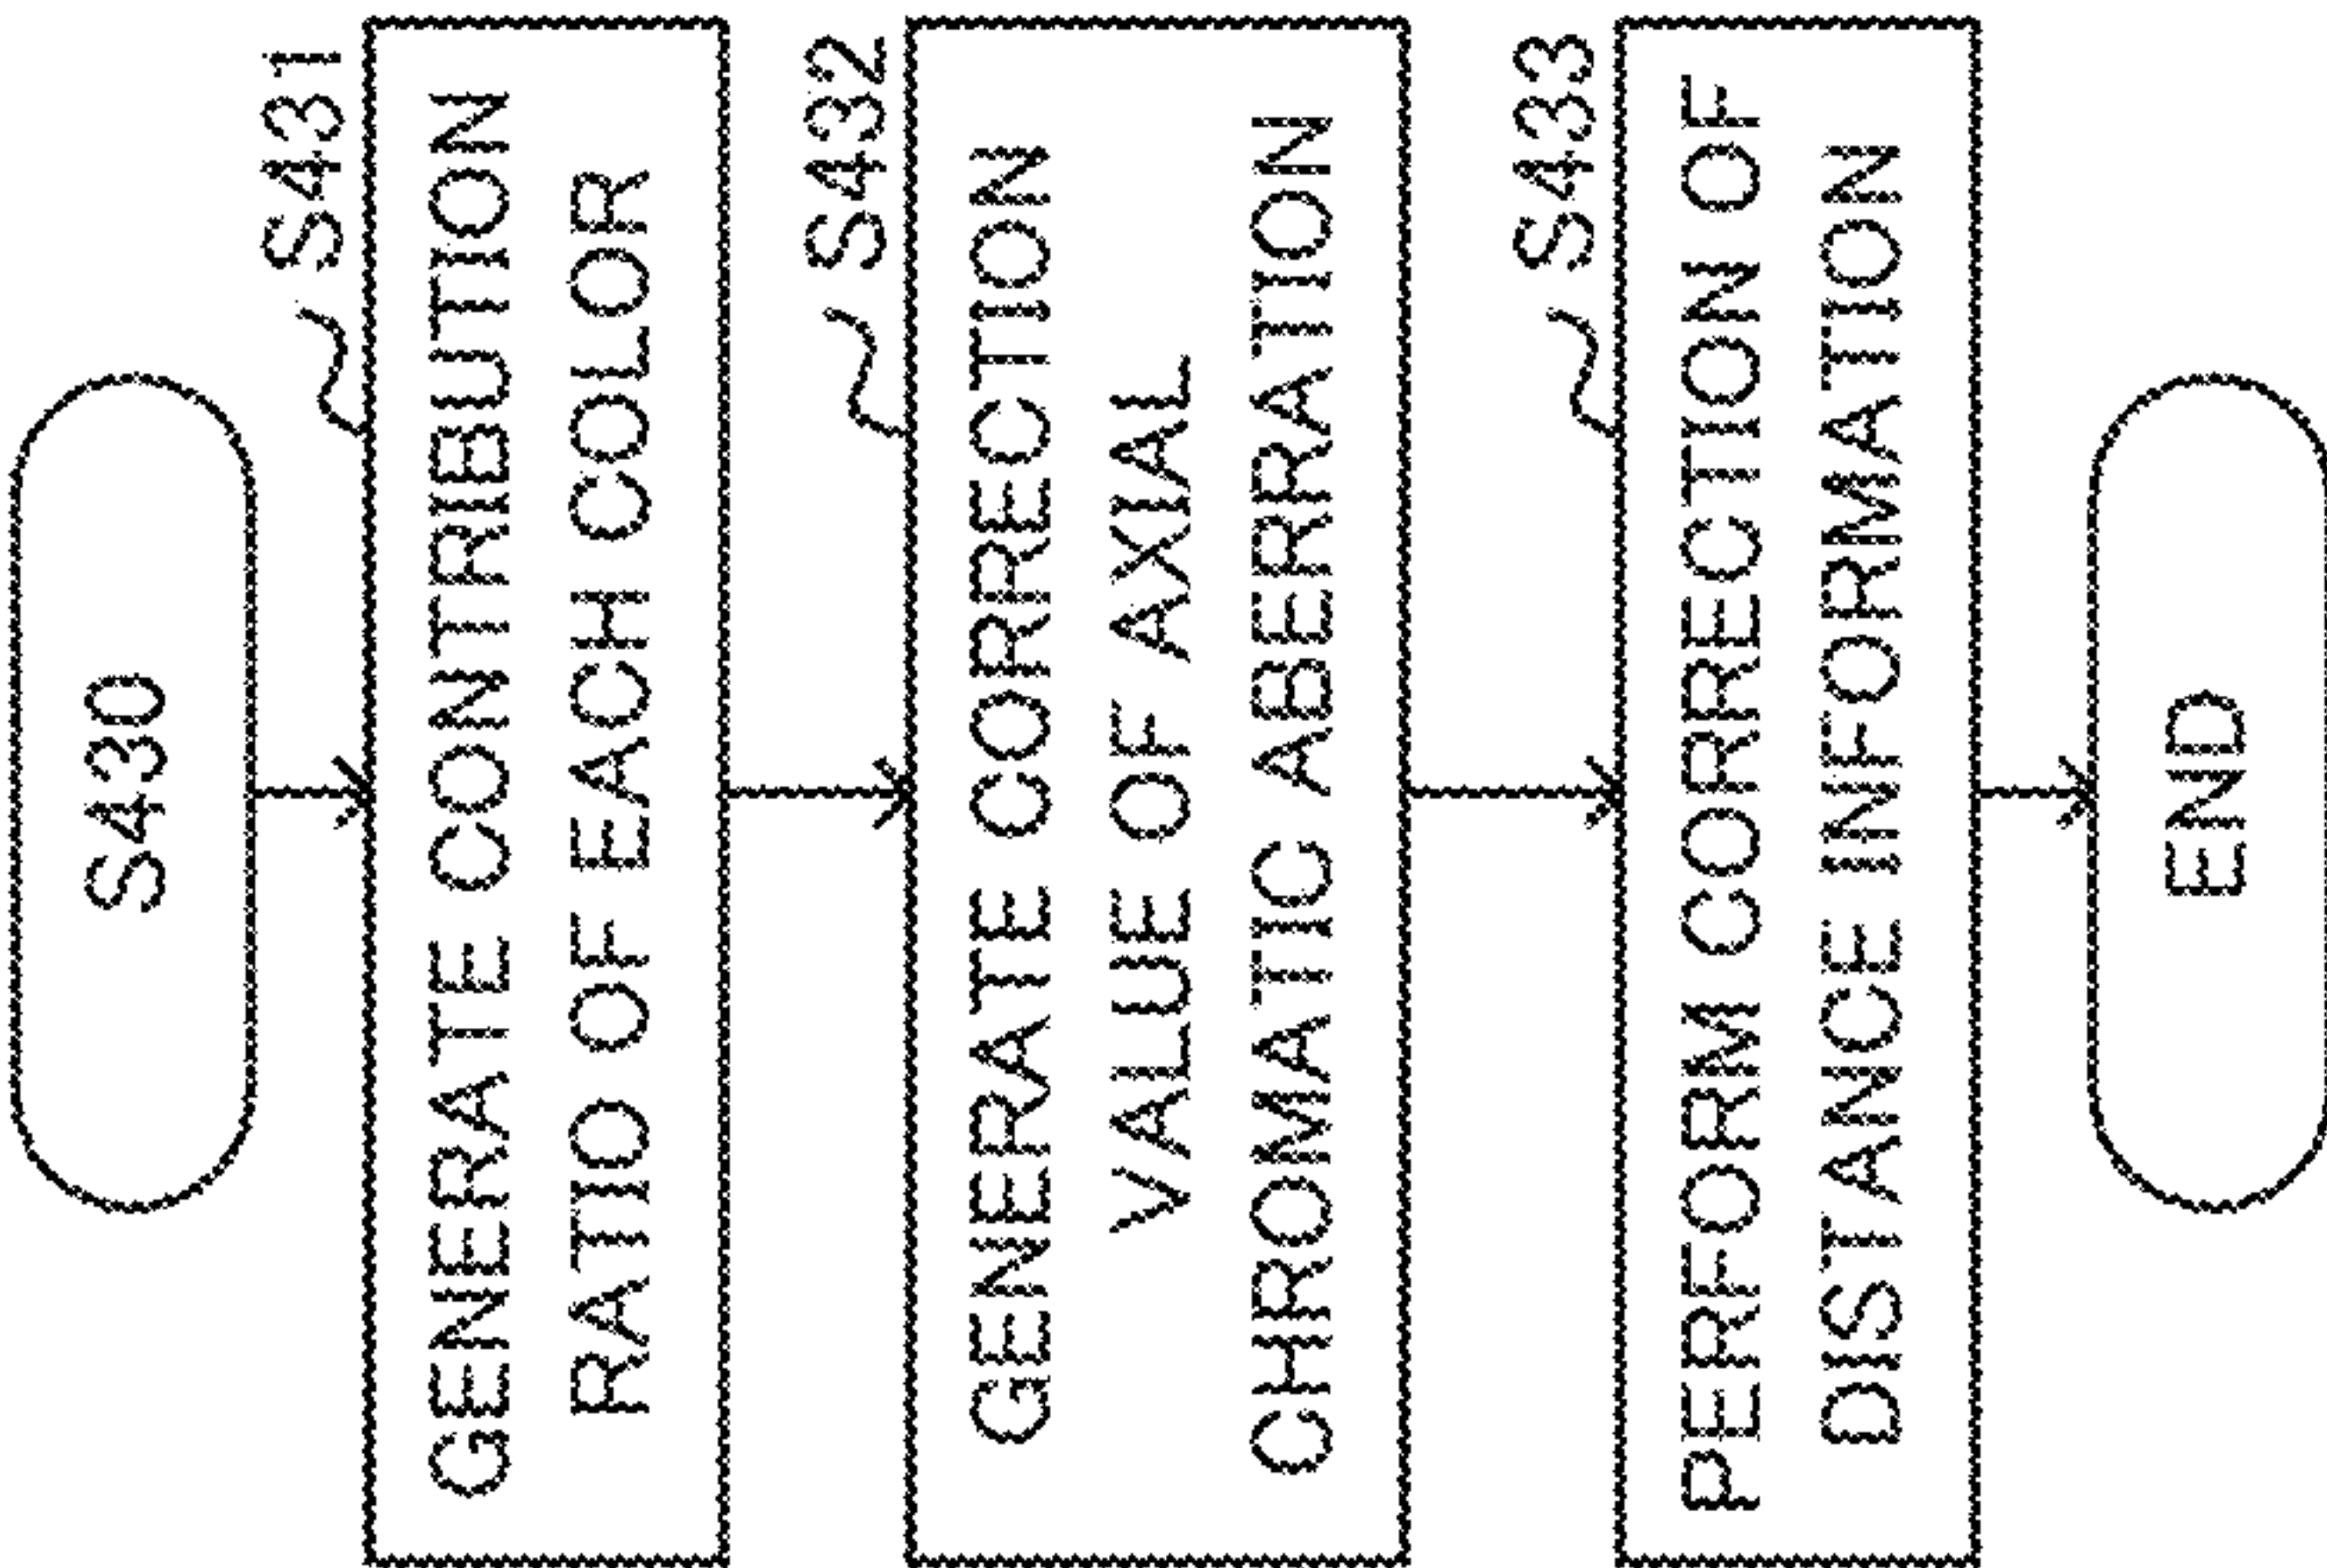 S430
S431
GENERATE CONTRIBUTION
RATIO OF EACH COLOR
S432
GENERATE CORRECTION
VALUE OF AXIAL
CHROMATIC ABERRATION
S433
PERFORM CORRECTION OF
DISTANCE INFORMATION
END